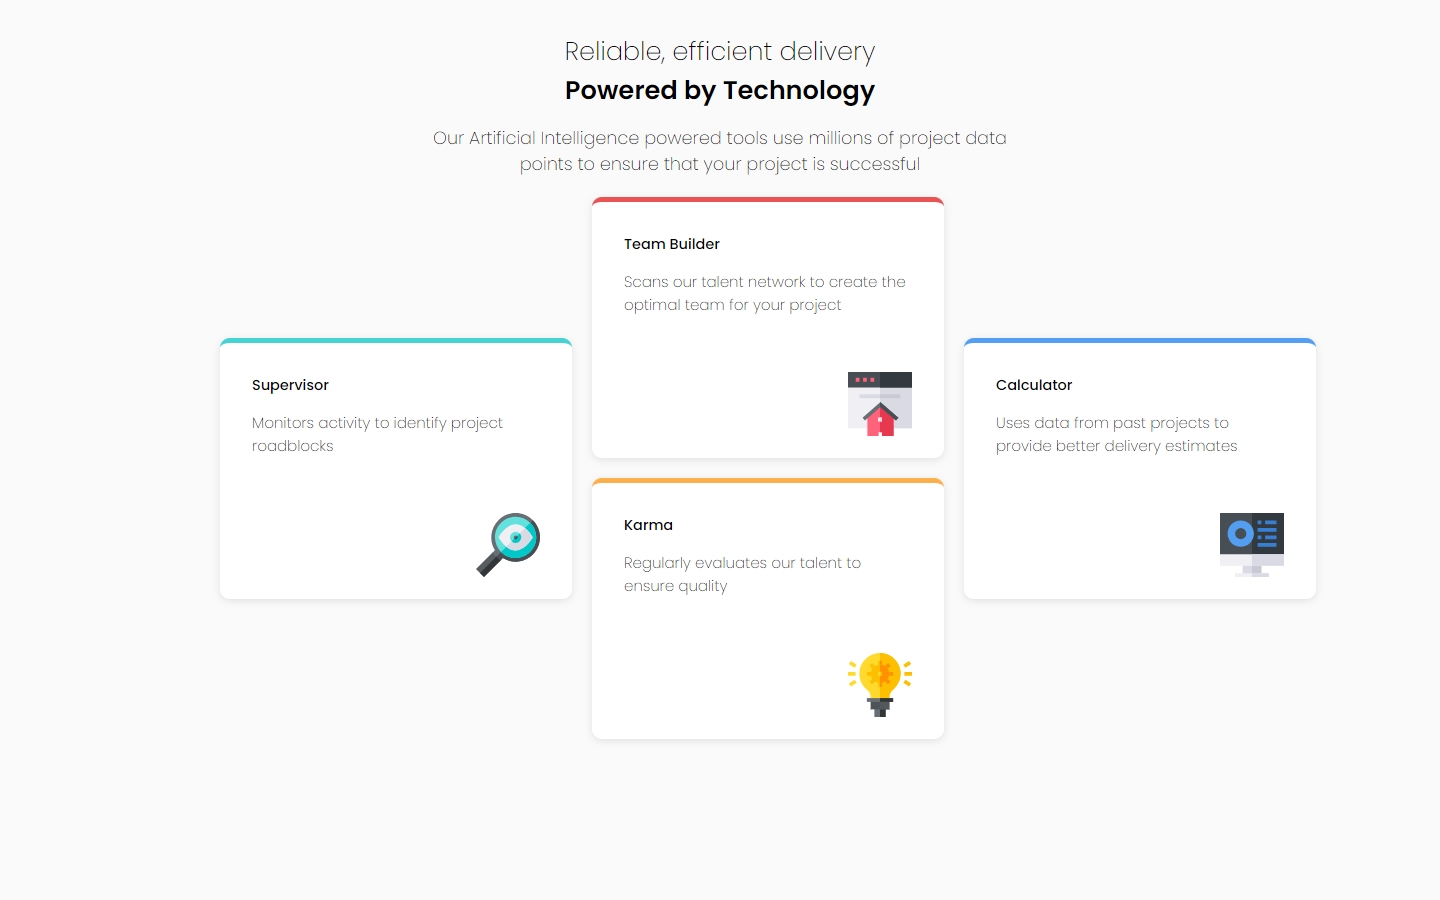 Reliable, efficient delivery
Powered by Technology
Our Artificial Intelligence powered tools use millions of project data
points to ensure that your project is successful
Team Builder
Scans our talent network to create the
optimal team for your project
Supervisor
Monitors activity to identify project
roadblocks
Calculator
Uses data from past projects to
provide better delivery estimates
Karma
Regularly evaluates our talent to
ensure quality